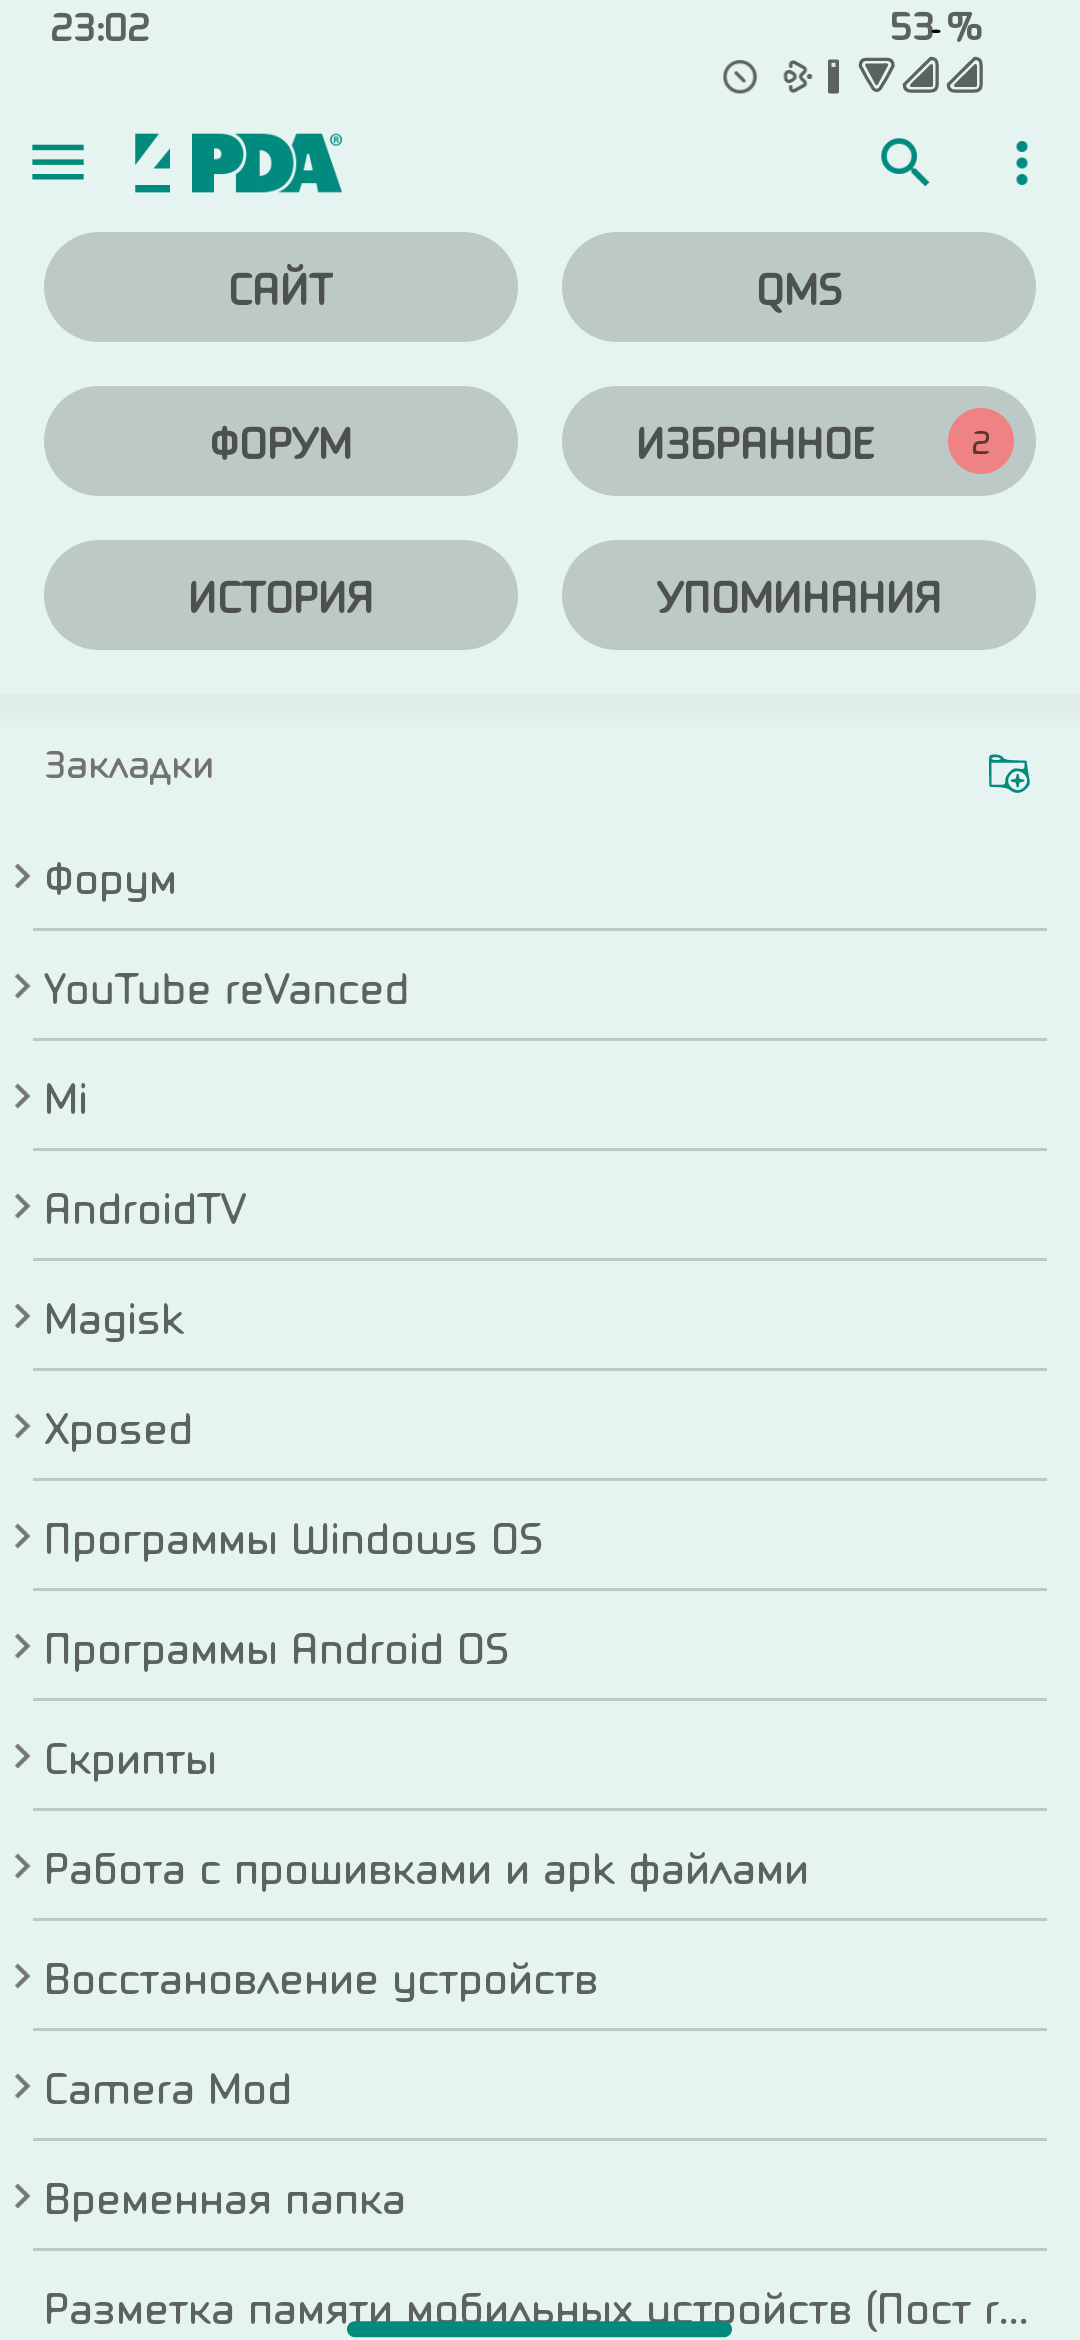 23:02
53 %
4PDA®
САЙТ
QMS
ФОРУМ
ИЗБРАННОЕ
2
ИСТОРИЯ
УПОМИНАНИЯ
Закладки
Форум
YouTube reVanced
Mi
AndroidTV
Magisk
Xposed
Программы Windows OS
Программы Android OS
Скрипты
Работа с прошивками и apk файлами
Восстановление устройств
Camera Mod
Временная папка
Разметка памяти мобильных устройств (Пост r...